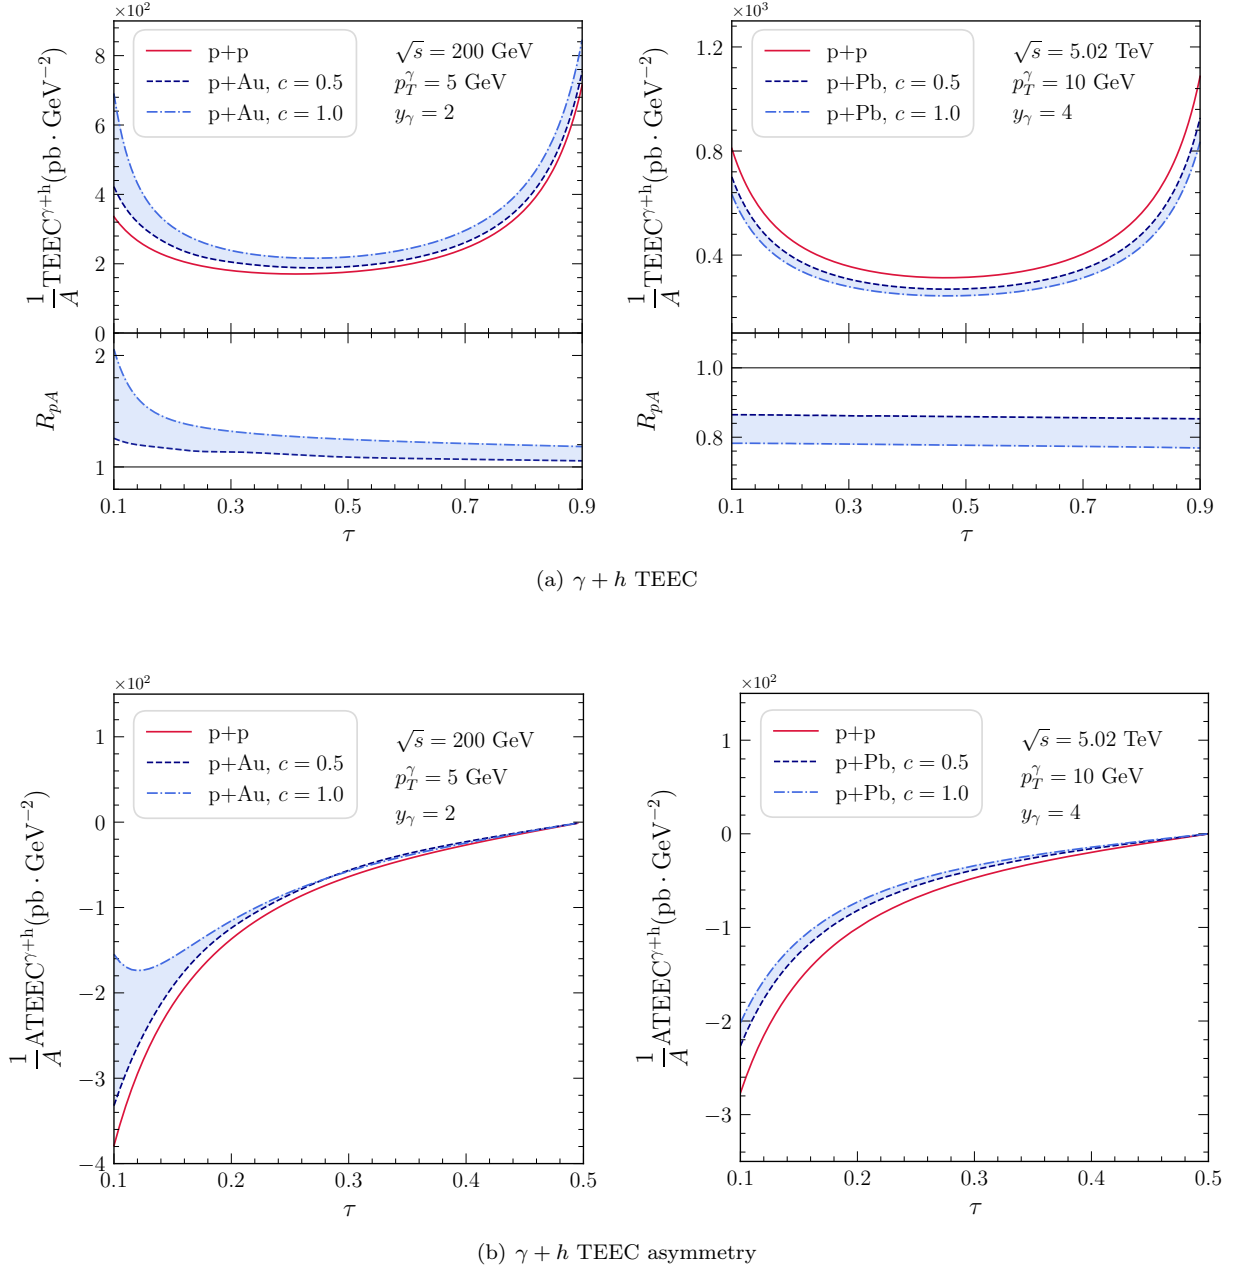 ×10²
1/A TEEC^{γ+h}(pb · GeV⁻²)
8
6
4
2
0
p+p
p+Au, c = 0.5
p+Au, c = 1.0
√s = 200 GeV
p_T^γ = 5 GeV
y_γ = 2
R_{pA}
2
1
0.1 0.3 0.5 0.7 0.9
τ
×10³
1/A TEEC^{γ+h}(pb · GeV⁻²)
1.2
0.8
0.4
p+p
p+Pb, c = 0.5
p+Pb, c = 1.0
√s = 5.02 TeV
p_T^γ = 10 GeV
y_γ = 4
R_{pA}
1.0
0.8
0.1 0.3 0.5 0.7 0.9
τ
(a) γ + h TEEC
×10²
1/A ATEEC^{γ+h}(pb · GeV⁻²)
1
0
−1
−2
−3
−4
p+p
p+Au, c = 0.5
p+Au, c = 1.0
√s = 200 GeV
p_T^γ = 5 GeV
y_γ = 2
0.1 0.2 0.3 0.4 0.5
τ
×10²
1/A ATEEC^{γ+h}(pb · GeV⁻²)
1
0
−1
−2
−3
p+p
p+Pb, c = 0.5
p+Pb, c = 1.0
√s = 5.02 TeV
p_T^γ = 10 GeV
y_γ = 4
0.1 0.2 0.3 0.4 0.5
τ
(b) γ + h TEEC asymmetry